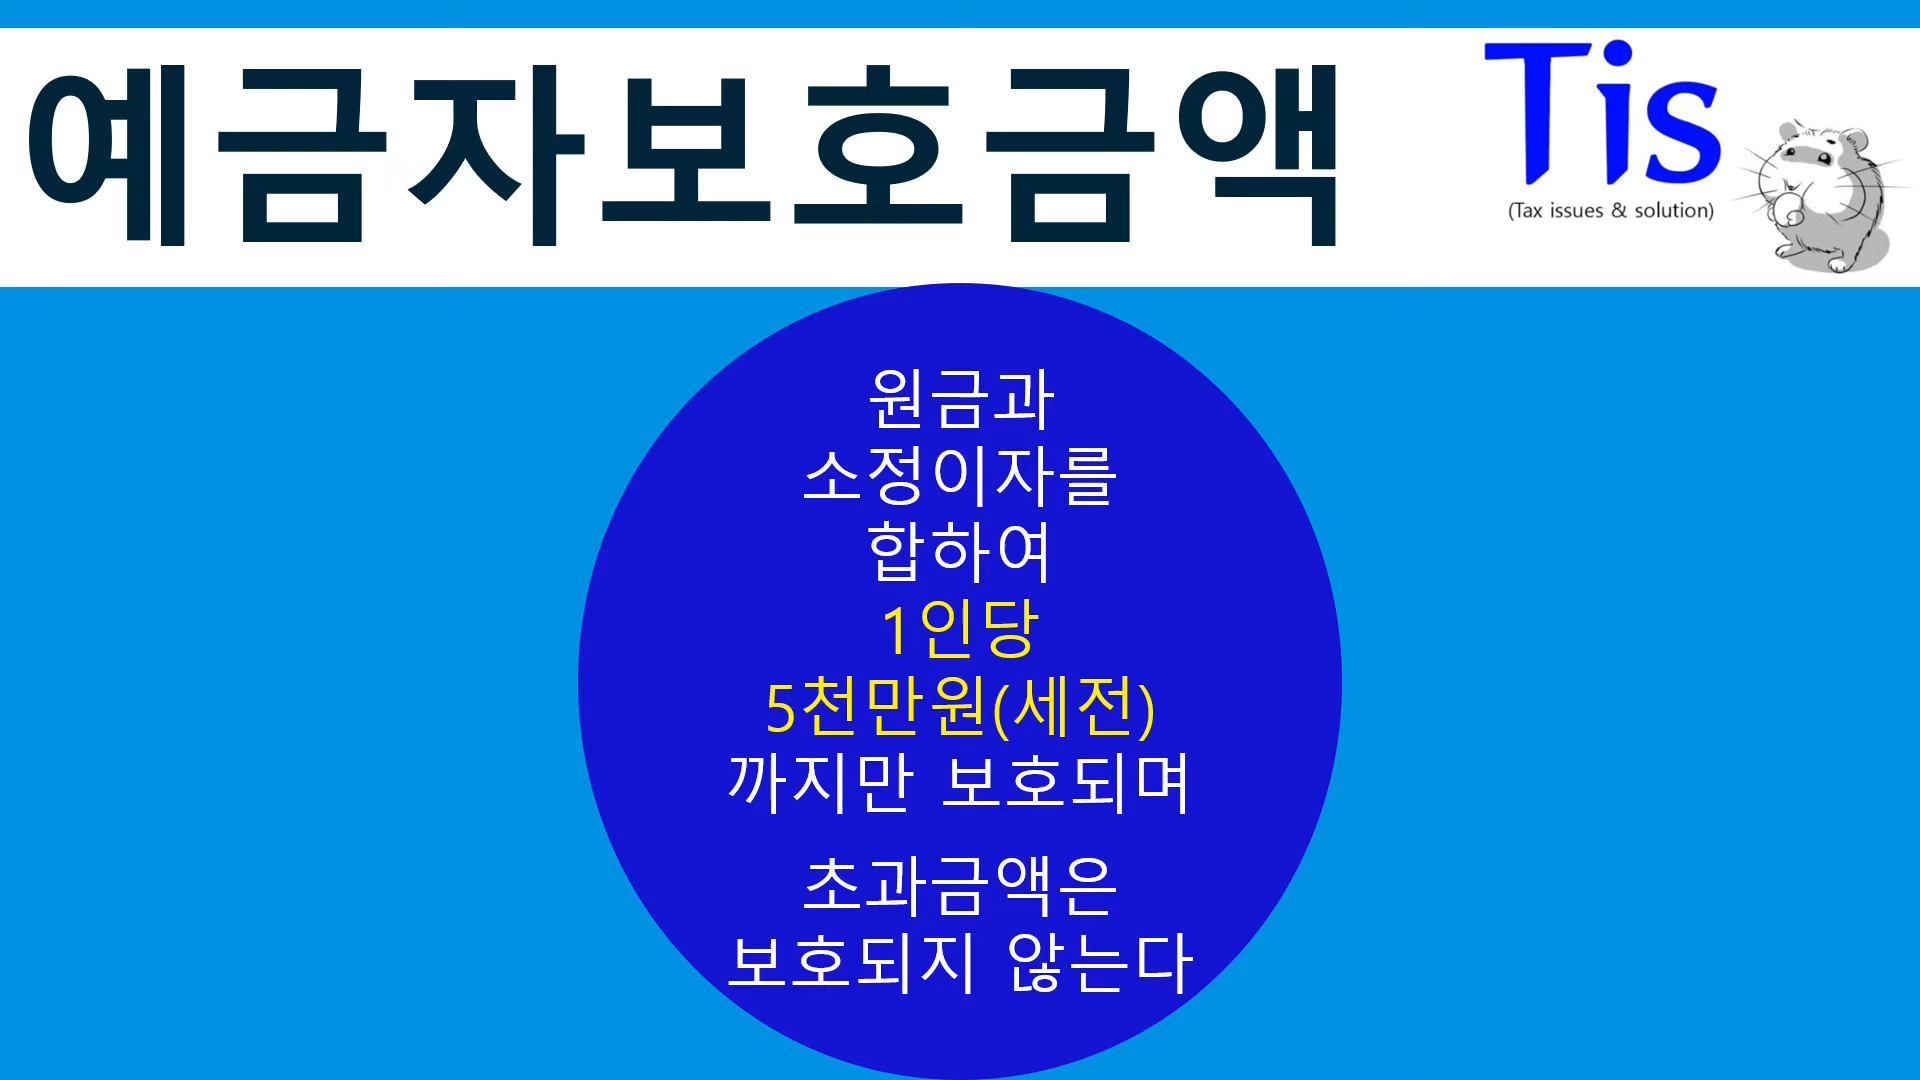 예금자보호금액
Tis
(Tax issues & solution)
원금과
소정이자를
합하여
1인당
5천만원(세전)
까지만 보호되며
초과금액은
보호되지 않는다